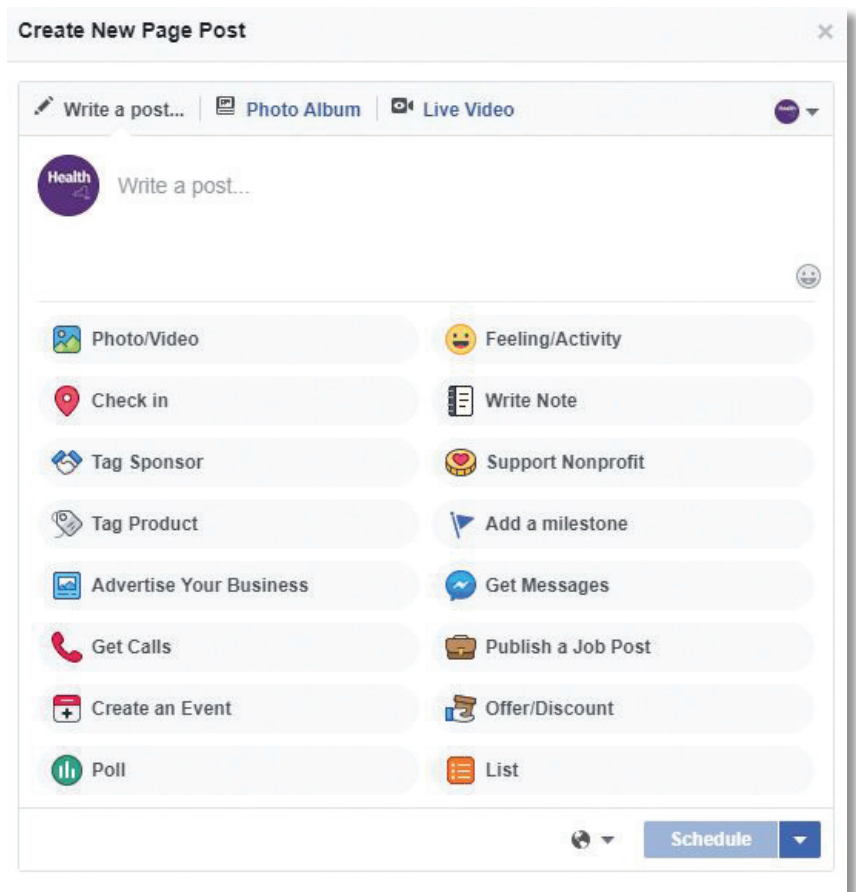 Create New Page Post
Write a post... Photo Album Live Video
Health
Write a post...
Photo/Video Feeling/Activity
Check in Write Note
Tag Sponsor Support Nonprofit
Tag Product Add a milestone
Advertise Your Business Get Messages
Get Calls Publish a Job Post
Create an Event Offer/Discount
Poll List
Schedule